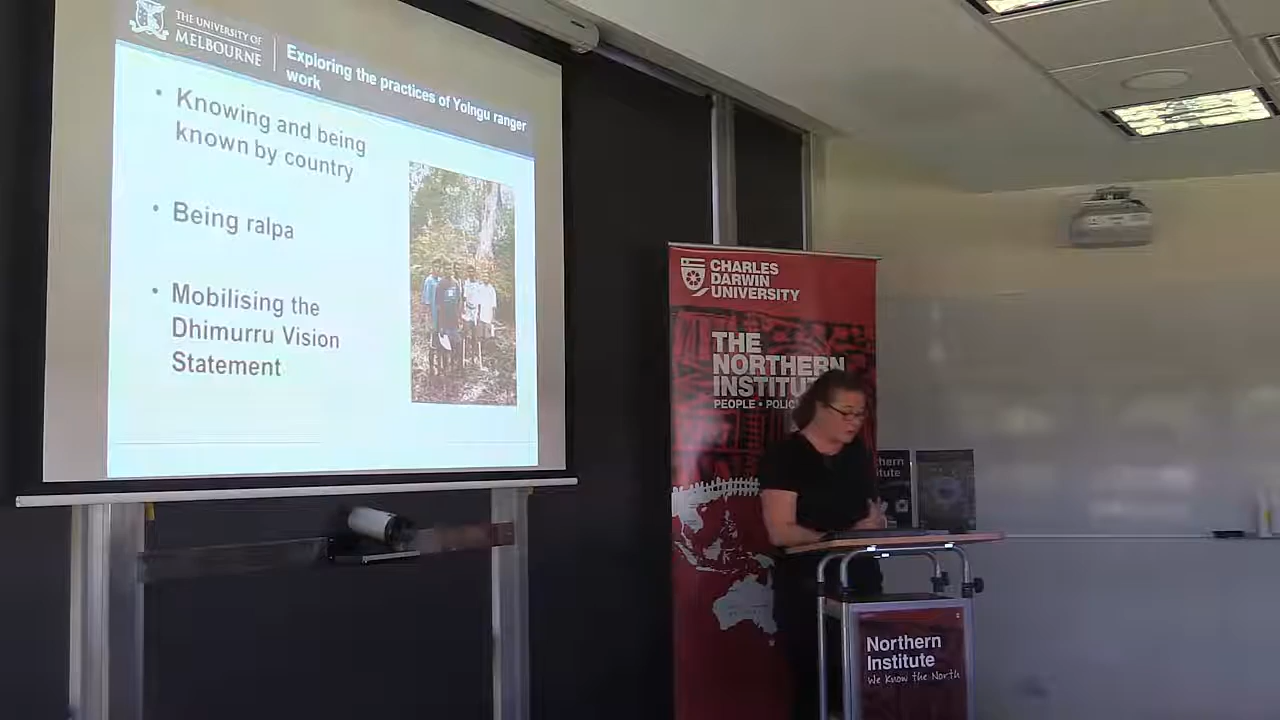 THE UNIVERSITY OF
MELBOURNE
Exploring the practices of Yolngu ranger
work
• Knowing and being
known by country
• Being ralpa
• Mobilising the
Dhimurru Vision
Statement
CHARLES
DARWIN
UNIVERSITY
THE
NORTHERN
PEOPLE •
Institute
Northern
Institute
We Know the North